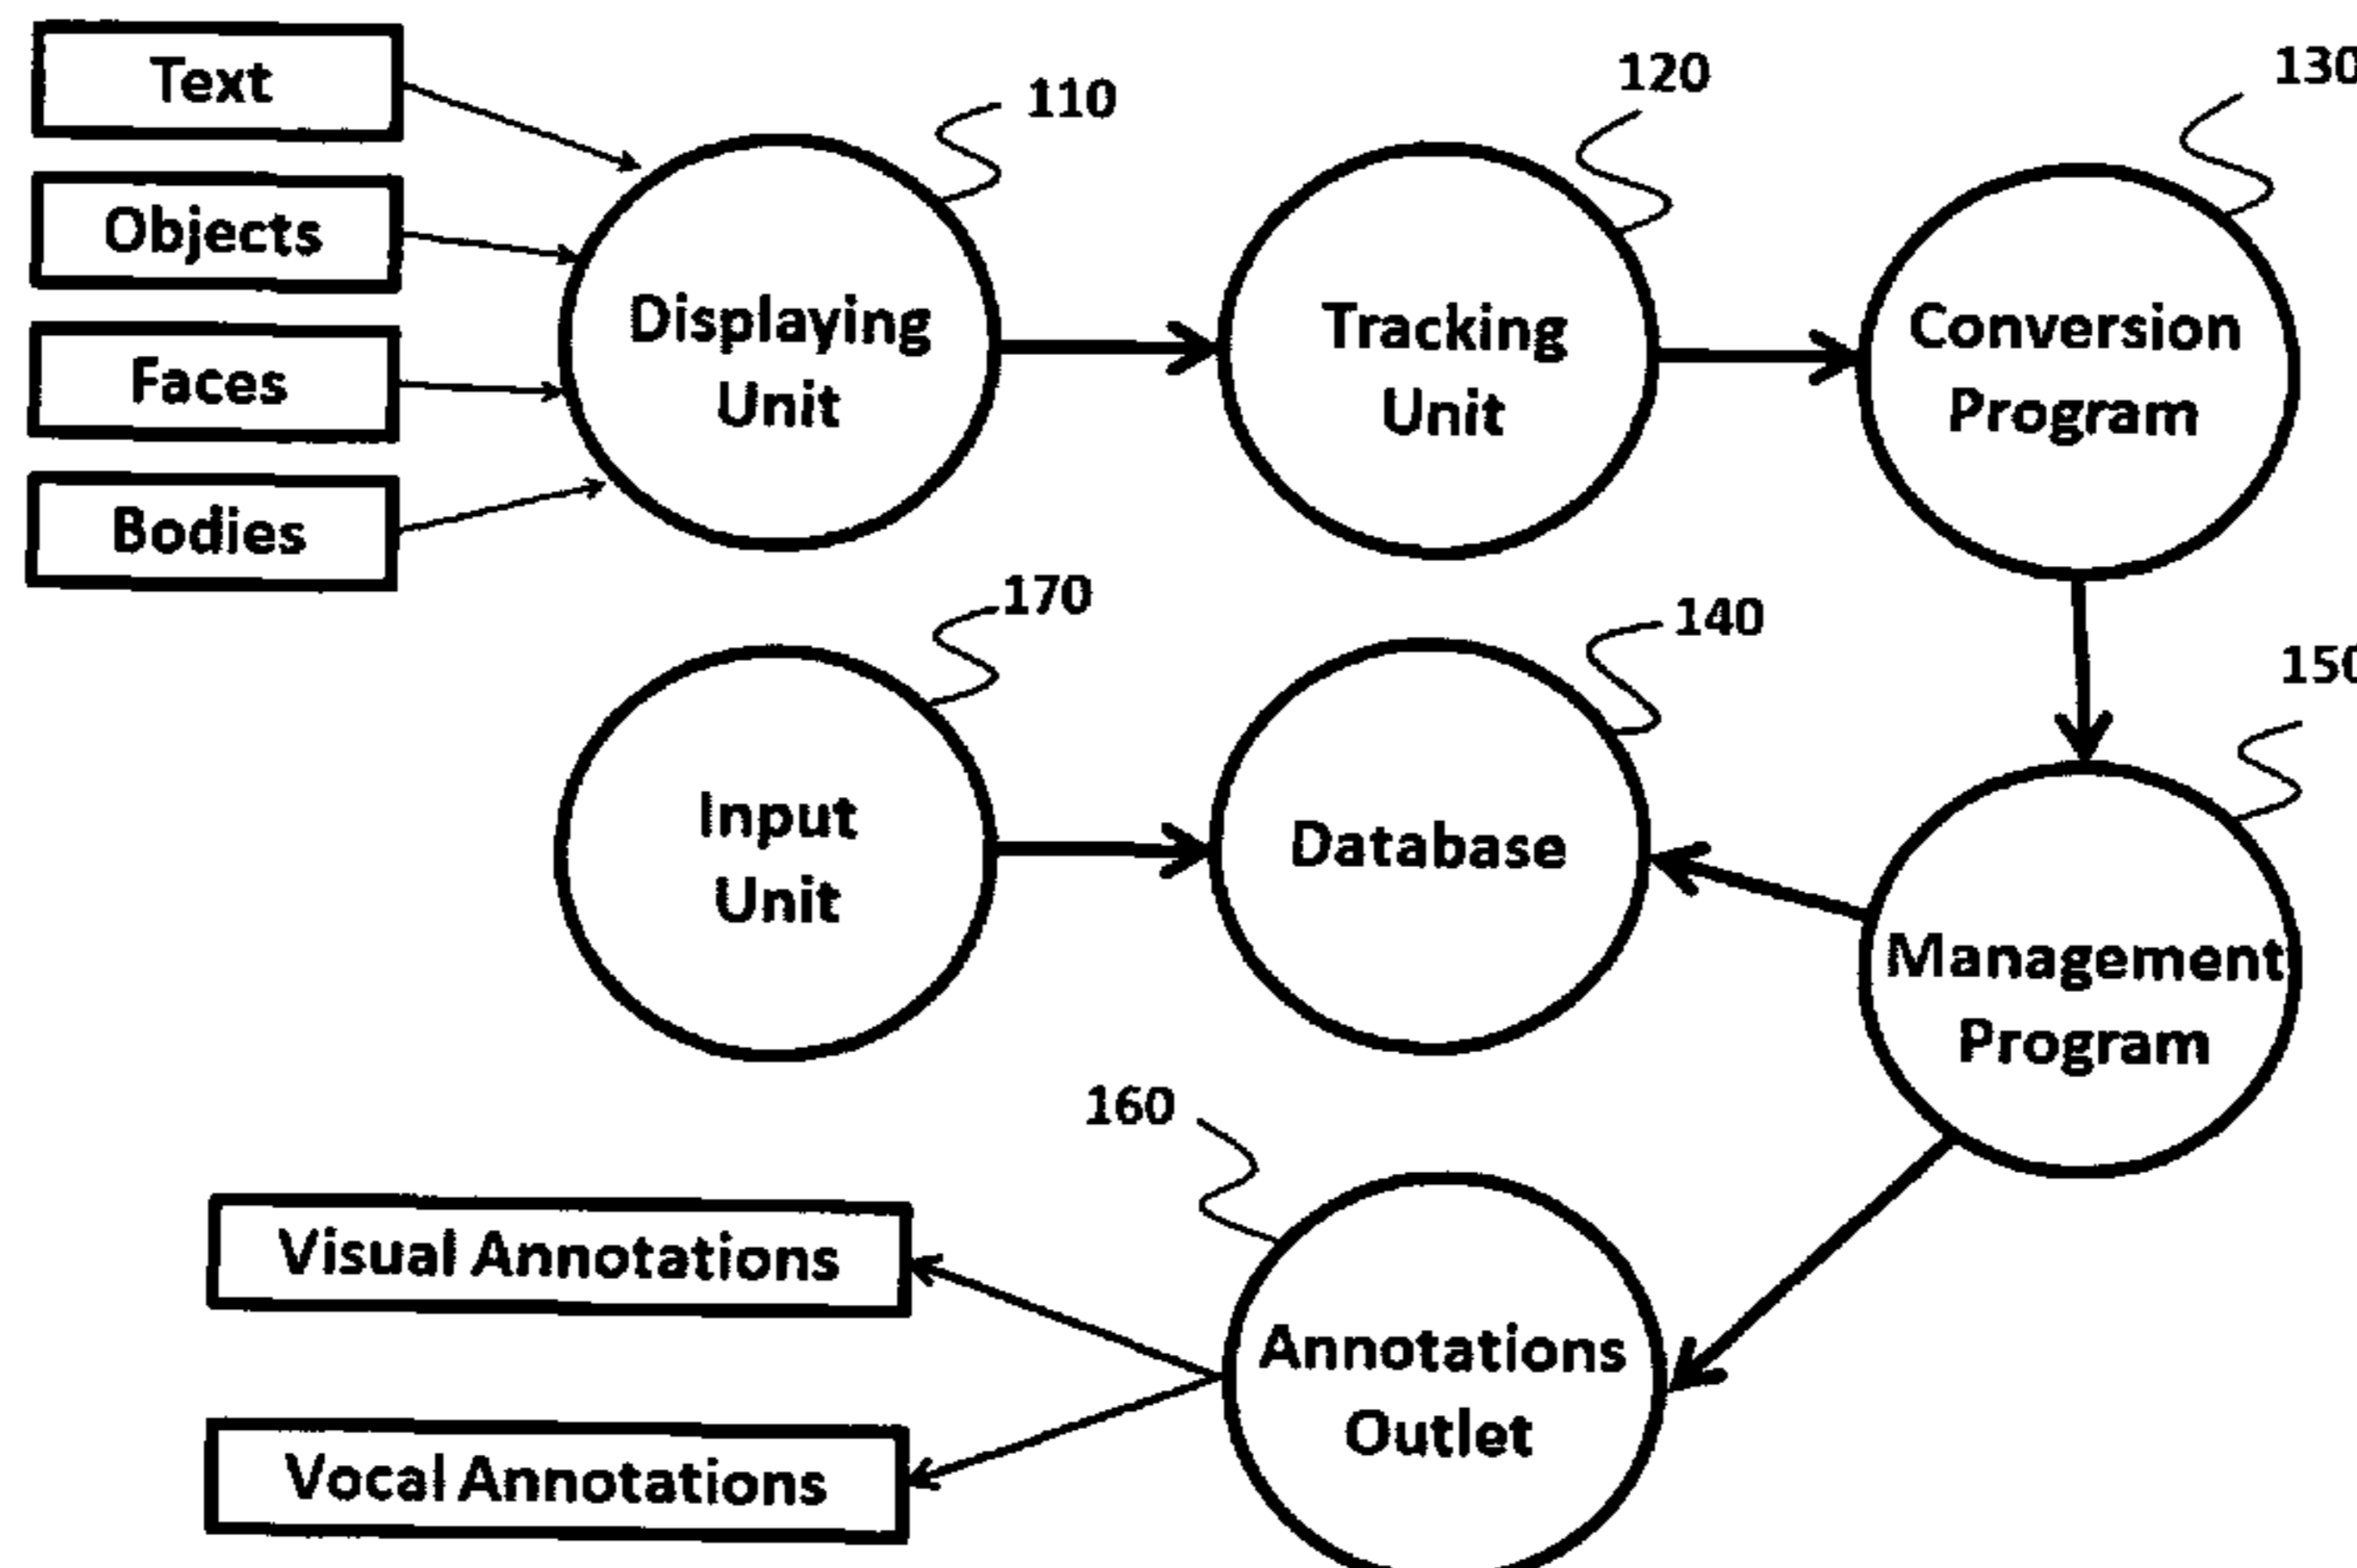 Text
Objects
Faces
Bodies
110
Displaying
Unit
120
Tracking
Unit
130
Conversion
Program
170
Input
Unit
140
Database
150
Management
Program
160
Annotations
Outlet
Visual Annotations
Vocal Annotations